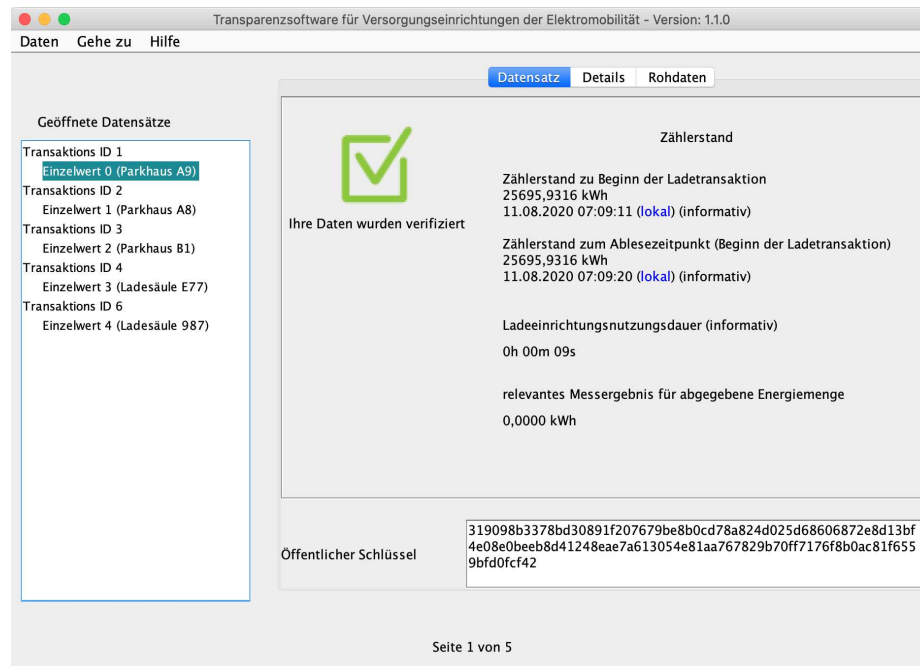 Transparenzsoftware für Versorgungseinrichtungen der Elektromobilität - Version: 1.1.0
Daten Gehe zu Hilfe
Datensatz Details Rohdaten
Geöffnete Datensätze
Transaktions ID 1
Einzelwert 0 (Parkhaus A9)
Transaktions ID 2
Einzelwert 1 (Parkhaus A8)
Transaktions ID 3
Einzelwert 2 (Parkhaus B1)
Transaktions ID 4
Einzelwert 3 (Ladesäule E77)
Transaktions ID 6
Einzelwert 4 (Ladesäule 987)
Ihre Daten wurden verifiziert
Zählerstand
Zählerstand zu Beginn der Ladetransaktion
25695,9316 kWh
11.08.2020 07:09:11 (lokal) (informativ)
Zählerstand zum Ablesezeitpunkt (Beginn der Ladetransaktion)
25695,9316 kWh
11.08.2020 07:09:20 (lokal) (informativ)
Ladeeinrichtungsnutzungsdauer (informativ)
0h 00m 09s
relevantes Messergebnis für abgegebene Energiemenge
0,0000 kWh
Öffentlicher Schlüssel
319098b3378bd30891f207679be8b0cd78a824d025d68606872e8d13bf
4e08e0beeb8d41248eae7a613054e81aa767829b70ff7176f8b0ac81f655
9bfd0fcf42
Seite 1 von 5